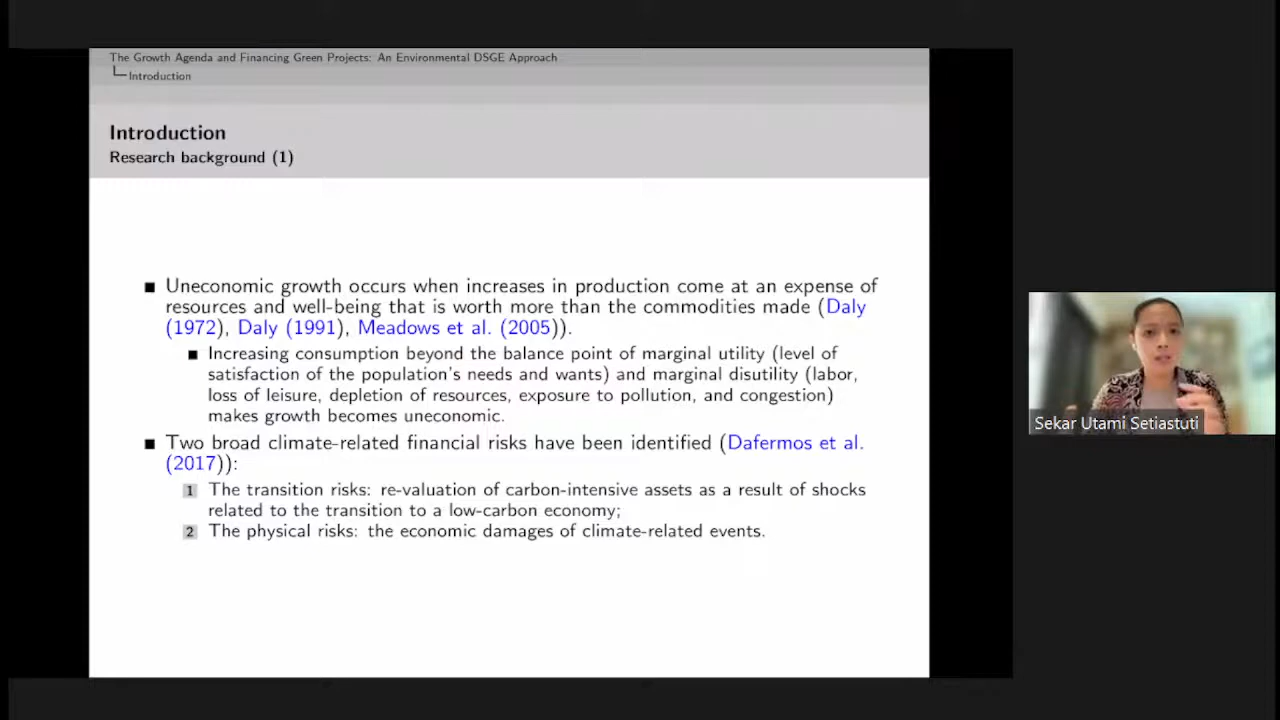 The Growth Agenda and Financing Green Projects: An Environmental DSGE Approach
Introduction
Introduction
Research background (1)
Uneconomic growth occurs when increases in production come at an expense of
resources and well-being that is worth more than the commodities made (Daly
(1972), Daly (1991), Meadows et al. (2005)).
Increasing consumption beyond the balance point of marginal utility (level of
satisfaction of the population's needs and wants) and marginal disutility (labor,
loss of leisure, depletion of resources, exposure to pollution, and congestion)
makes growth becomes uneconomic.
Two broad climate-related financial risks have been identified (Dafermos et al.
(2017)):
1 The transition risks: re-valuation of carbon-intensive assets as a result of shocks
related to the transition to a low-carbon economy;
2 The physical risks: the economic damages of climate-related events.
Sekar Utami Setiastuti